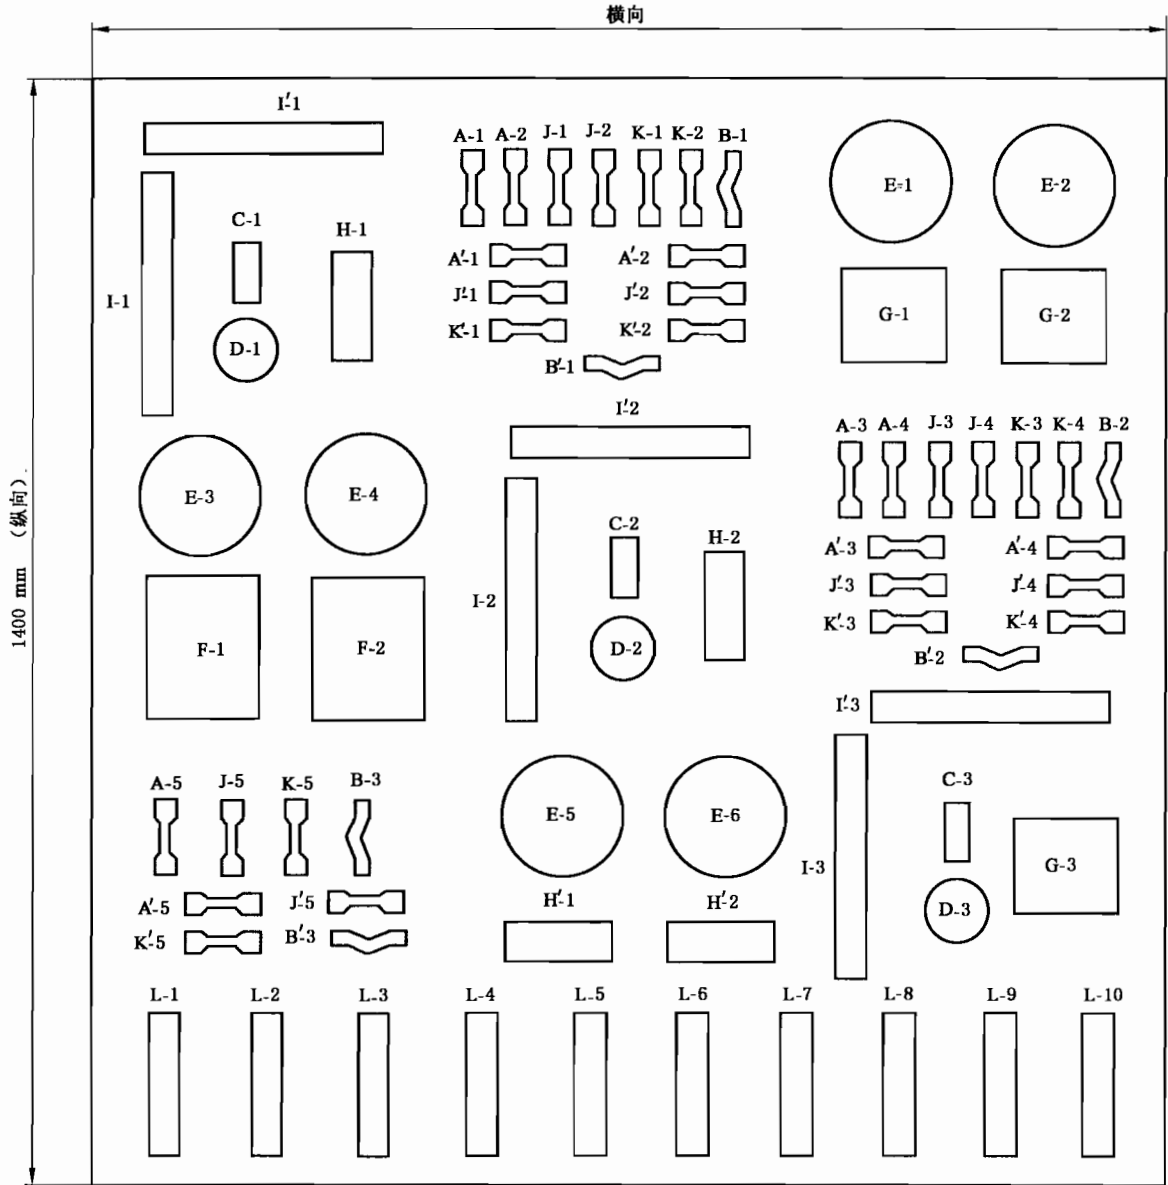 横向
I′-1
A-1 A-2 J-1 J-2 K-1 K-2 B-1
E-1 E-2
C-1
H-1
A′-1 A′-2
I-1
J′-1 J′-2
G-1 G-2
K′-1 K′-2
D-1
B′-1
I′-2
A-3 A-4 J-3 J-4 K-3 K-4 B-2
E-3 E-4
1400 mm （纵向）.
C-2
H-2
A′-3 A′-4
J′-3 J′-4
I-2
K′-3 K′-4
F-1 F-2
D-2
B′-2
I′-3
A-5 J-5 K-5 B-3
C-3
E-5 E-6
I-3
G-3
A′-5 J′-5
H′-1 H′-2
D-3
K′-5 B′-3
L-1 L-2 L-3 L-4 L-5 L-6 L-7 L-8 L-9 L-10